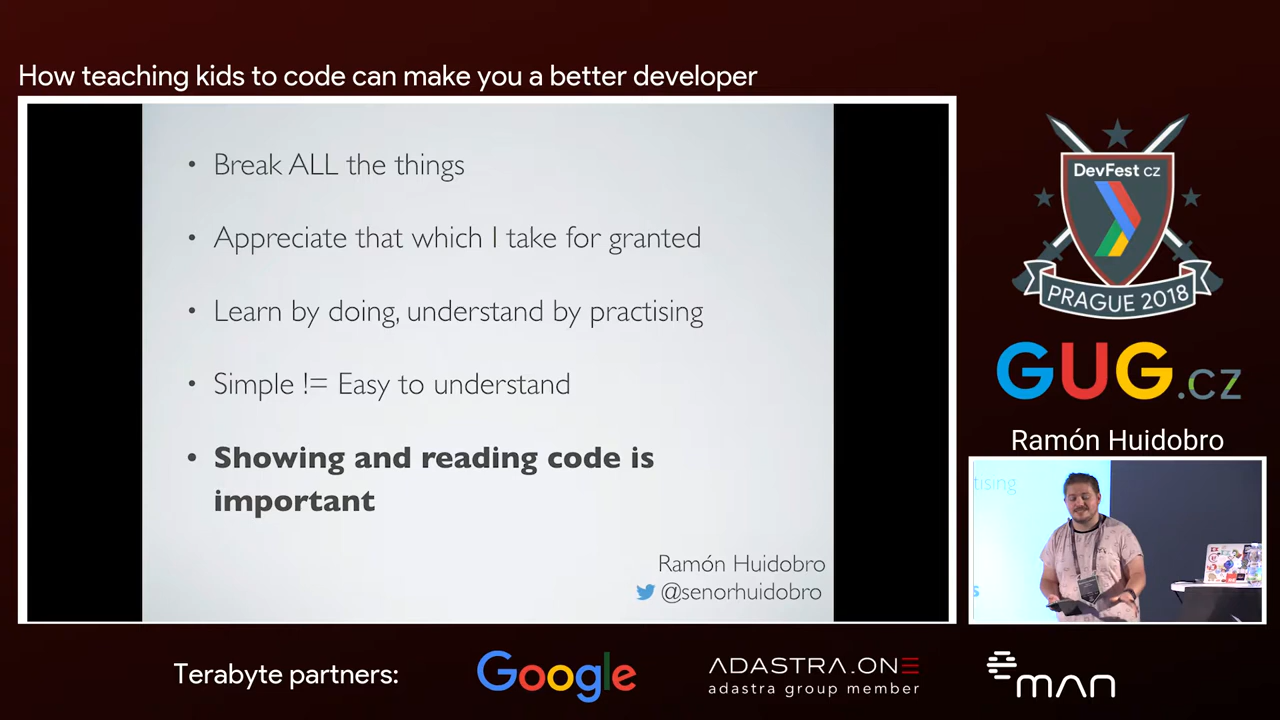 How teaching kids to code can make you a better developer
• Break ALL the things
• Appreciate that which I take for granted
• Learn by doing, understand by practising
• Simple != Easy to understand
• Showing and reading code is
important
Ramón Huidobro
@senorhuidobro
DevFest cz
PRAGUE 2018
GUG.cz
Ramón Huidobro
tising
Terabyte partners:
Google
ADASTRA.ONE
adastra group member
eman